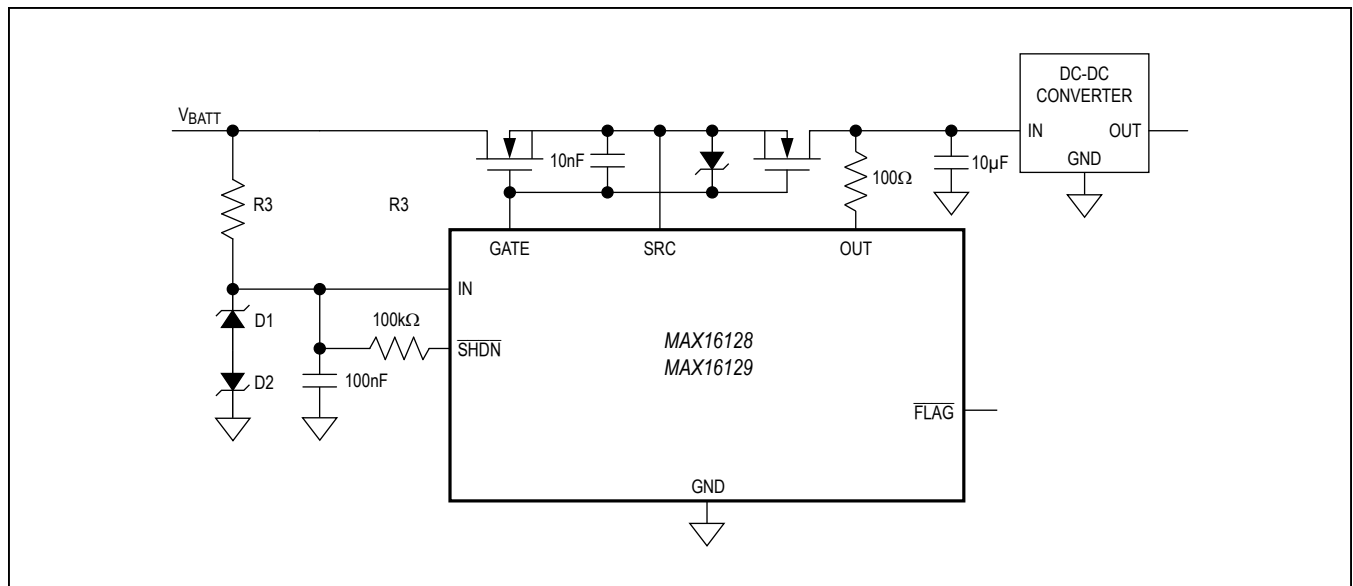 DC-DC
CONVERTER
IN
OUT
GND
VBATT
10nF
100Ω
10µF
R3
R3
GATE
SRC
OUT
IN
D1
100kΩ
SHDN
MAX16128
MAX16129
D2
100nF
FLAG
GND